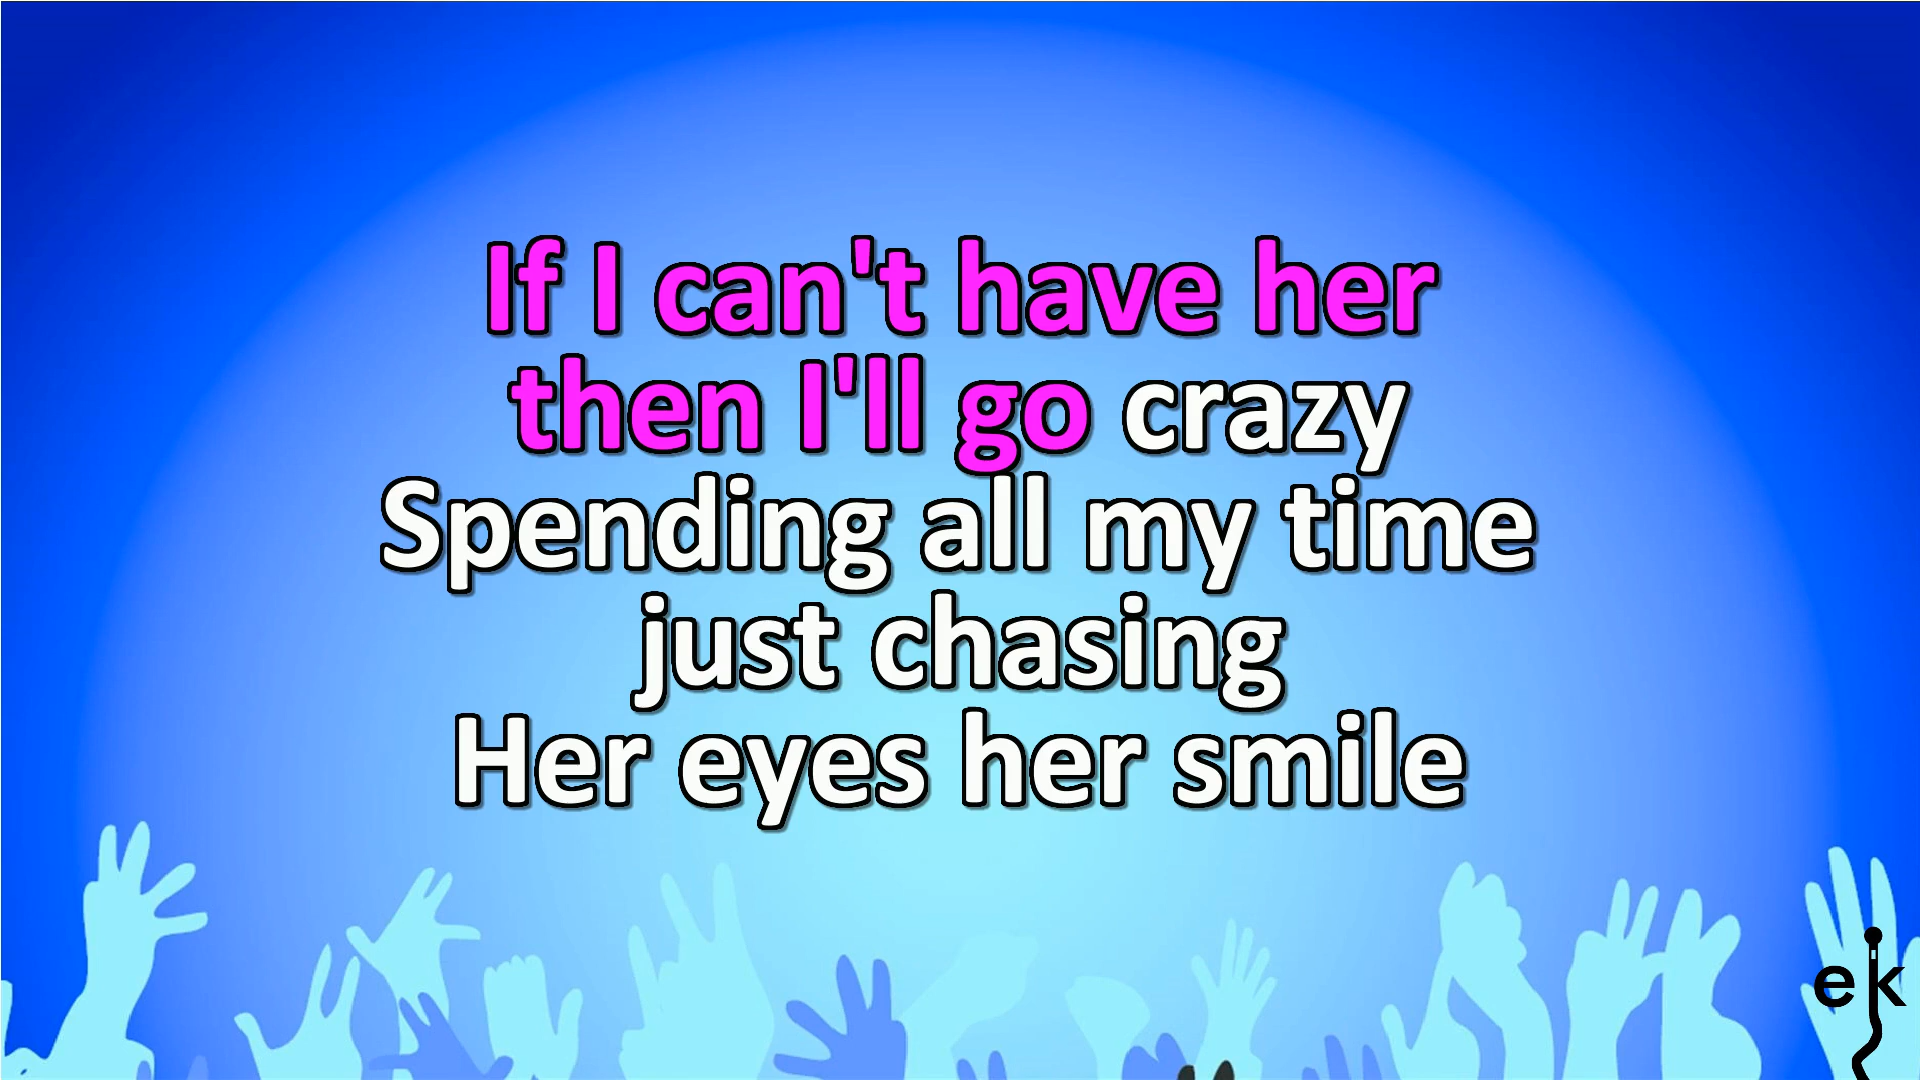 If I can't have her
then I'll go crazy
Spending all my time
just chasing
Her eyes her smile
ek